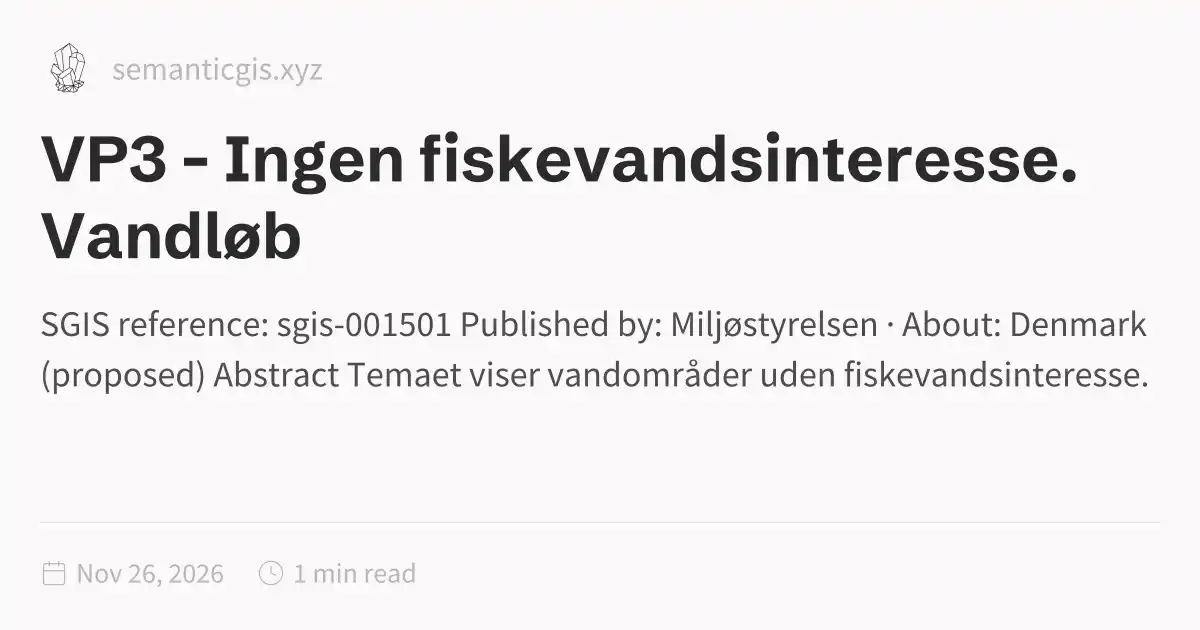 semanticgis.xyz
VP3 - Ingen fiskevandsinteresse.
Vandløb
SGIS reference: sgis-001501 Published by: Miljøstyrelsen · About: Denmark
(proposed) Abstract Temaet viser vandområder uden fiskevandsinteresse.
Nov 26, 2026 1 min read